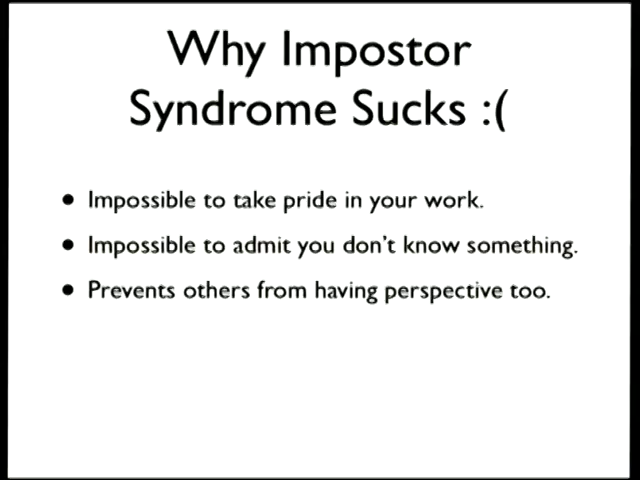 Why Impostor
Syndrome Sucks :(
• Impossible to take pride in your work.
• Impossible to admit you don't know something.
• Prevents others from having perspective too.